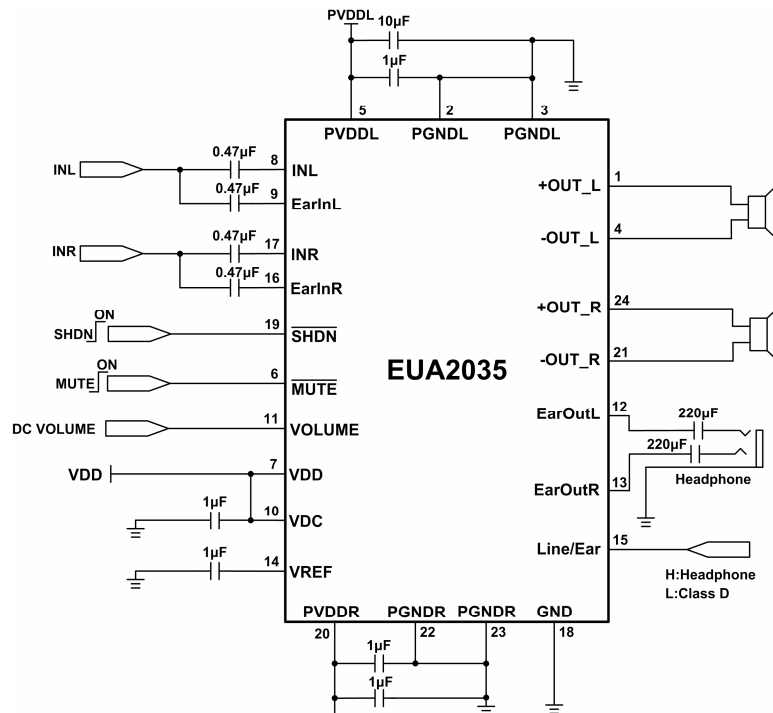 PVDDL
10µF
1µF
5
2
3
PVDDL
PGNDL
PGNDL
INL
0.47µF
8
INL
0.47µF
9
EarInL
INR
0.47µF
17
INR
0.47µF
16
EarInR
SHDN
ON
19
SHDN
MUTE
ON
6
MUTE
DC VOLUME
11
VOLUME
VDD
7
VDD
1µF
10
VDC
1µF
14
VREF
EUA2035
+OUT_L
1
-OUT_L
4
+OUT_R
24
-OUT_R
21
EarOutL
12
220µF
220µF
EarOutR
13
Headphone
Line/Ear
15
H:Headphone
L:Class D
PVDDR
PGNDR
PGNDR
GND
20
22
23
18
1µF
1µF